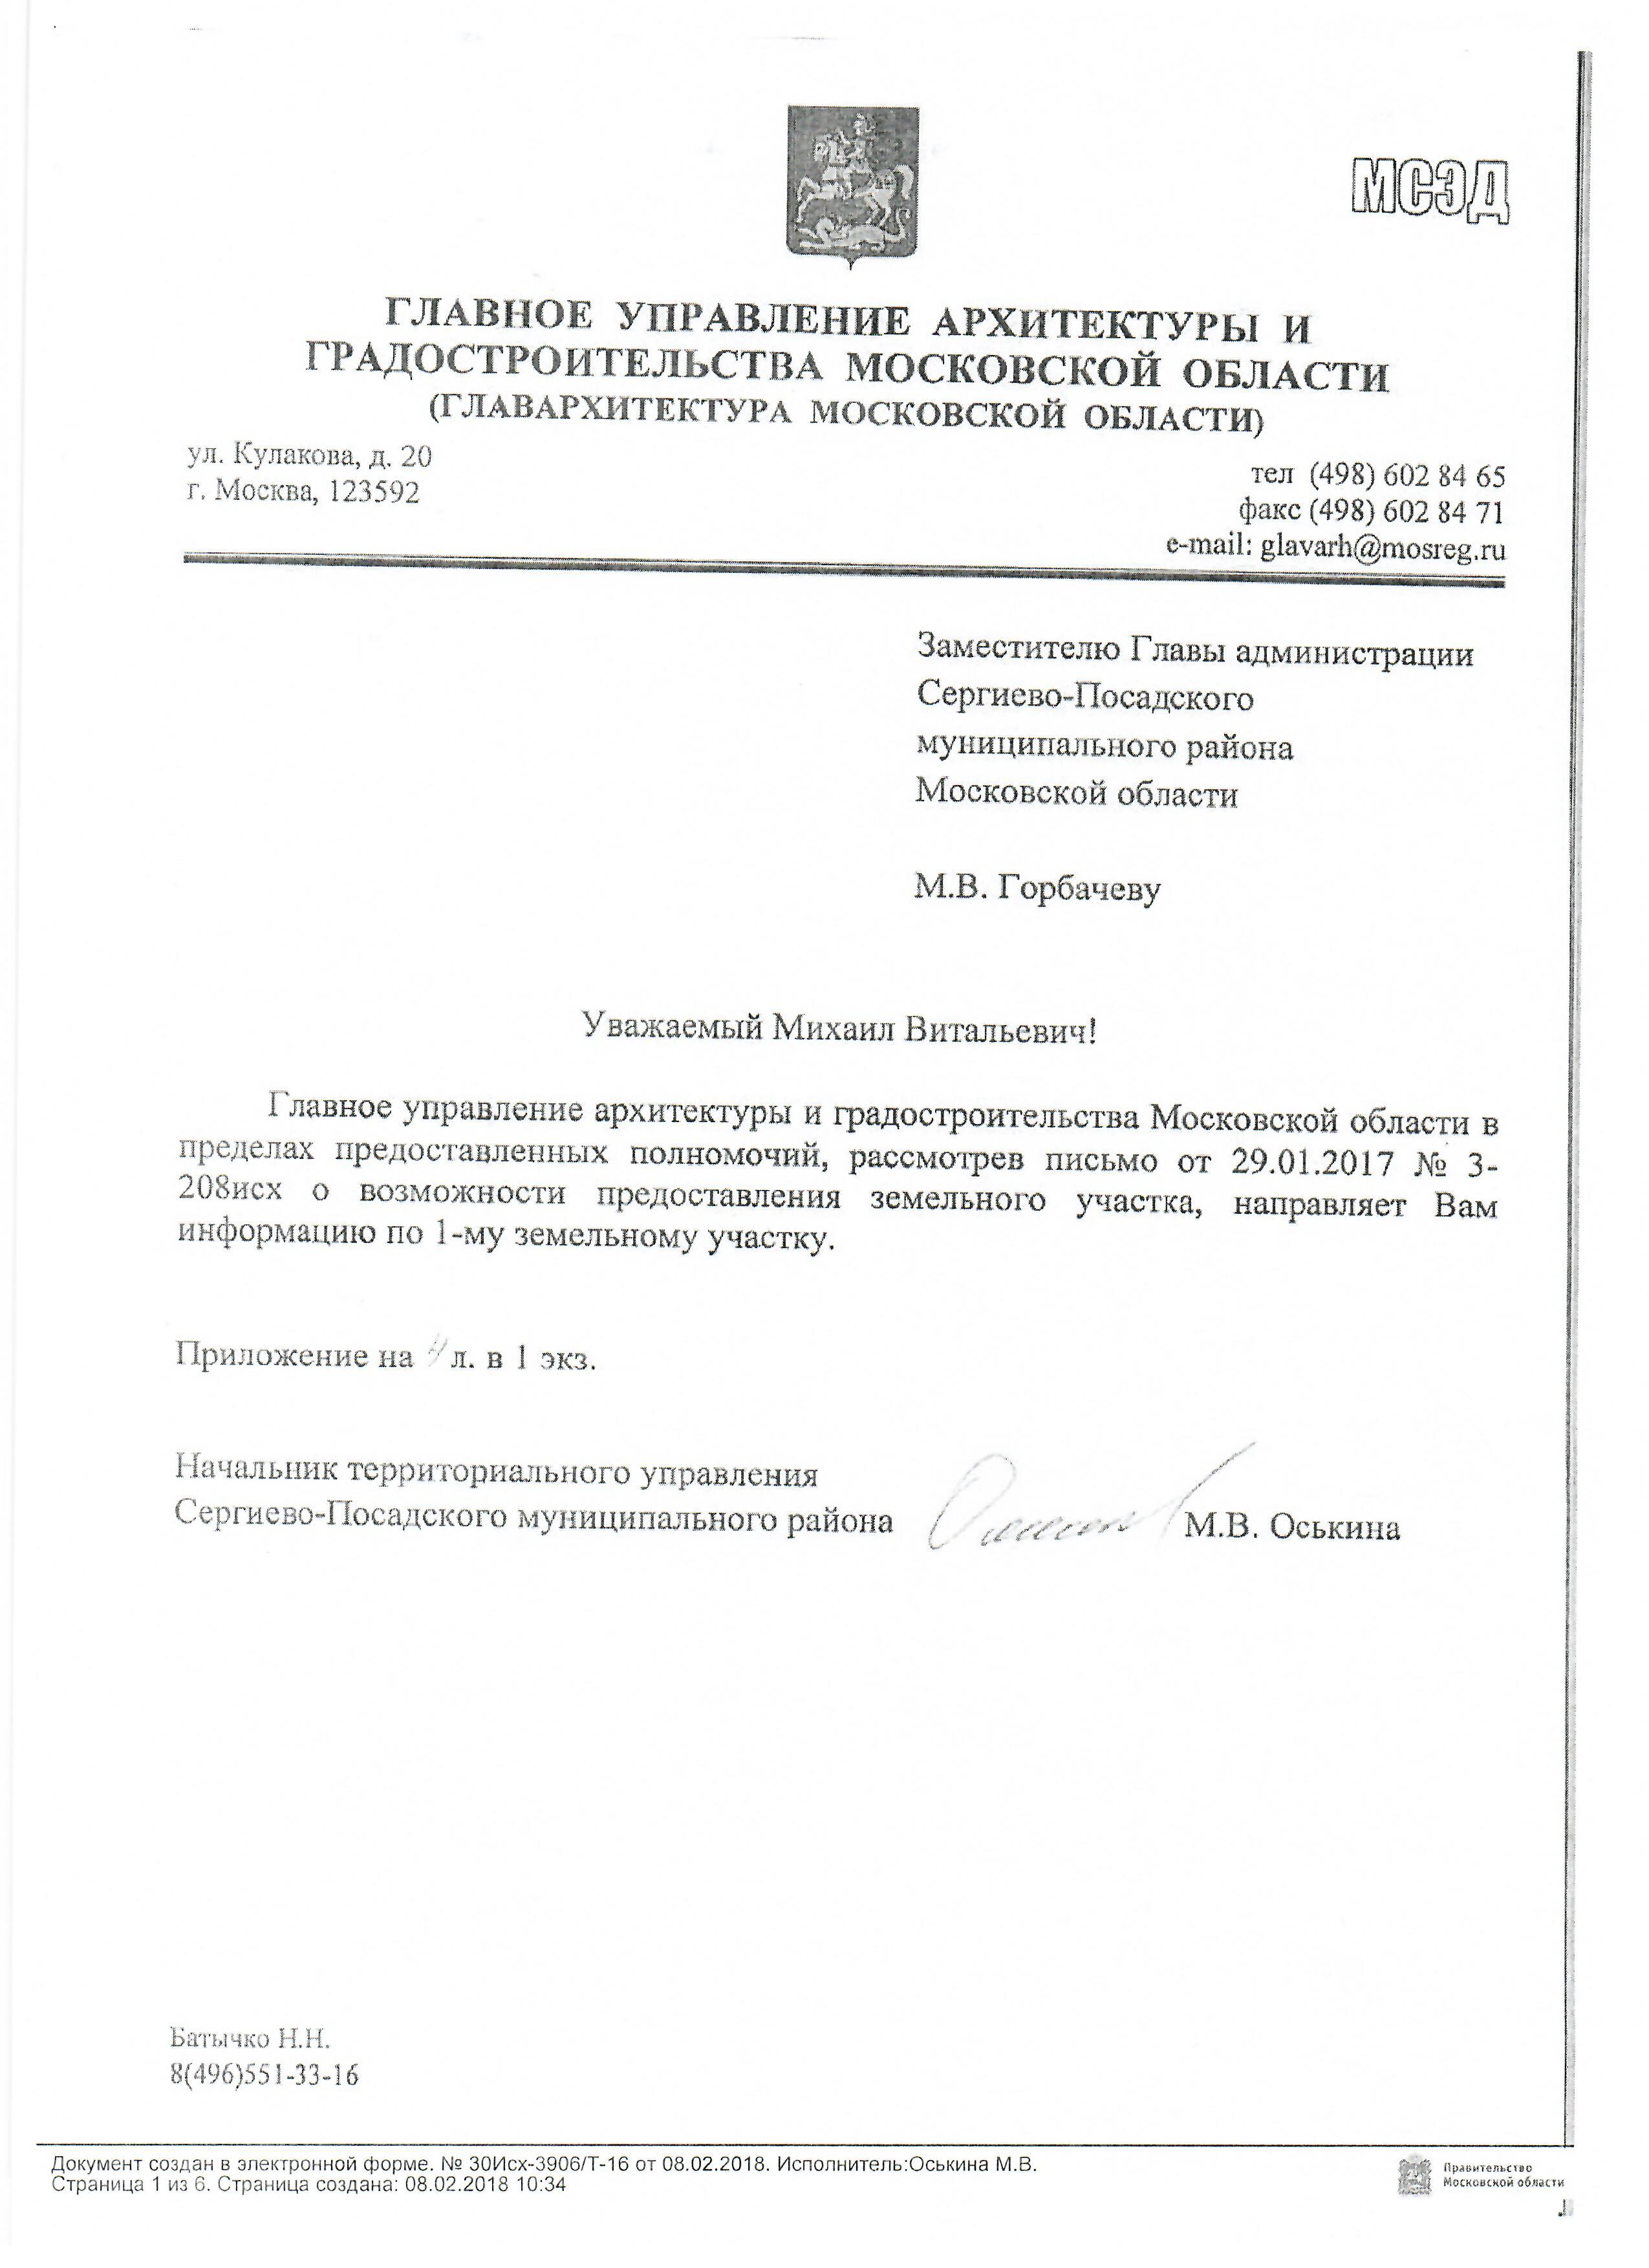 МСЭД
ГЛАВНОЕ УПРАВЛЕНИЕ АРХИТЕКТУРЫ И
ГРАДОСТРОИТЕЛЬСТВА МОСКОВСКОЙ ОБЛАСТИ
(ГЛАВАРХИТЕКТУРА МОСКОВСКОЙ ОБЛАСТИ)
ул. Кулакова, д. 20
г. Москва, 123592
тел (498) 602 84 65
факс (498) 602 84 71
e-mail: glavarh@mosreg.ru
Заместителю Главы администрации
Сергиево-Посадского
муниципального района
Московской области
М.В. Горбачеву
Уважаемый Михаил Витальевич!
Главное управление архитектуры и градостроительства Московской области в
пределах предоставленных полномочий, рассмотрев письмо от 29.01.2017 № 3-
208исх о возможности предоставления земельного участка, направляет Вам
информацию по 1-му земельному участку.
Приложение на 4 л. в 1 экз.
Начальник территориального управления
Сергиево-Посадского муниципального района М.В. Оськина
Батычко Н.Н.
8(496)551-33-16
Документ создан в электронной форме. № 30Исх-3906/Т-16 от 08.02.2018. Исполнитель:Оськина М.В.
Страница 1 из 6. Страница создана: 08.02.2018 10:34
Правительство
Московской области